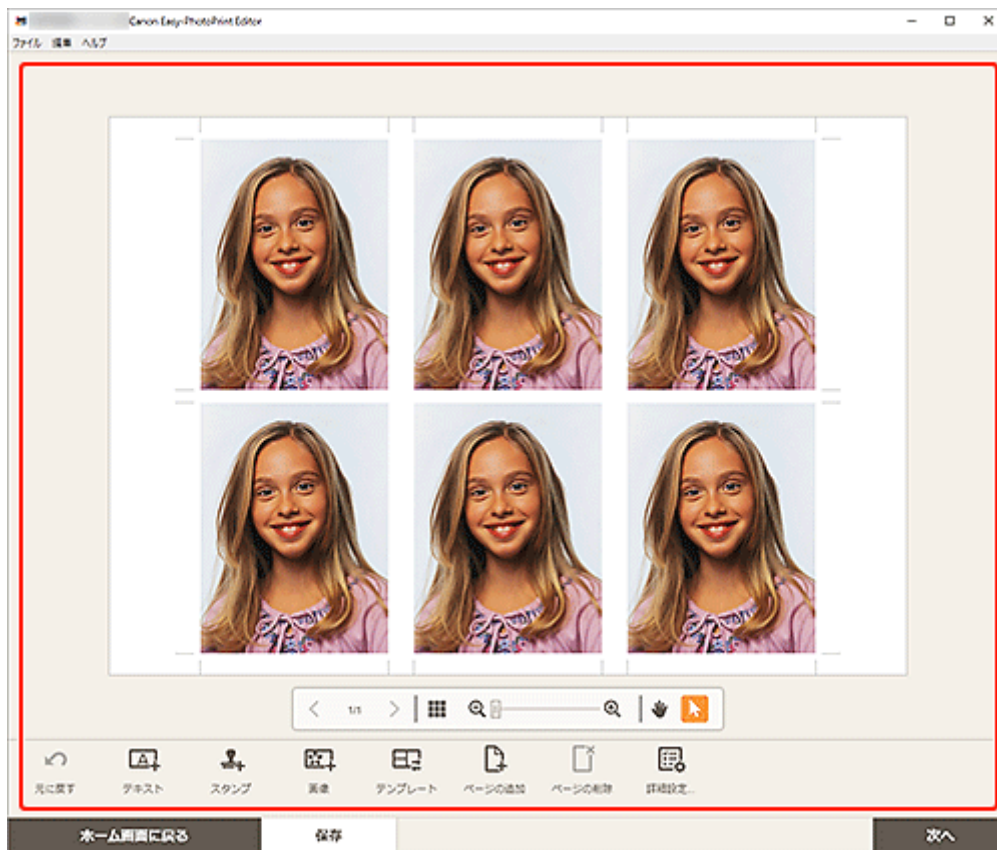 Canon Easy-PhotoPrint Editor
ファイル 編集 ヘルプ
1/1
元に戻す テキスト スタンプ 画像 テンプレート ページの追加 ページの削除 詳細設定...
ホーム画面に戻る 保存 次へ